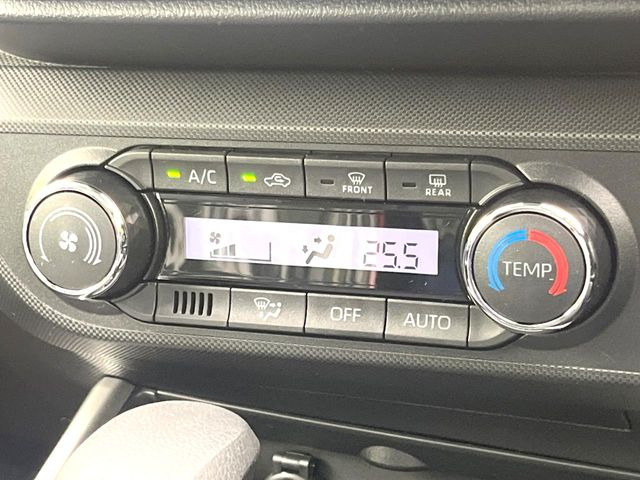 A/C
FRONT
REAR
25.5
TEMP
OFF
AUTO